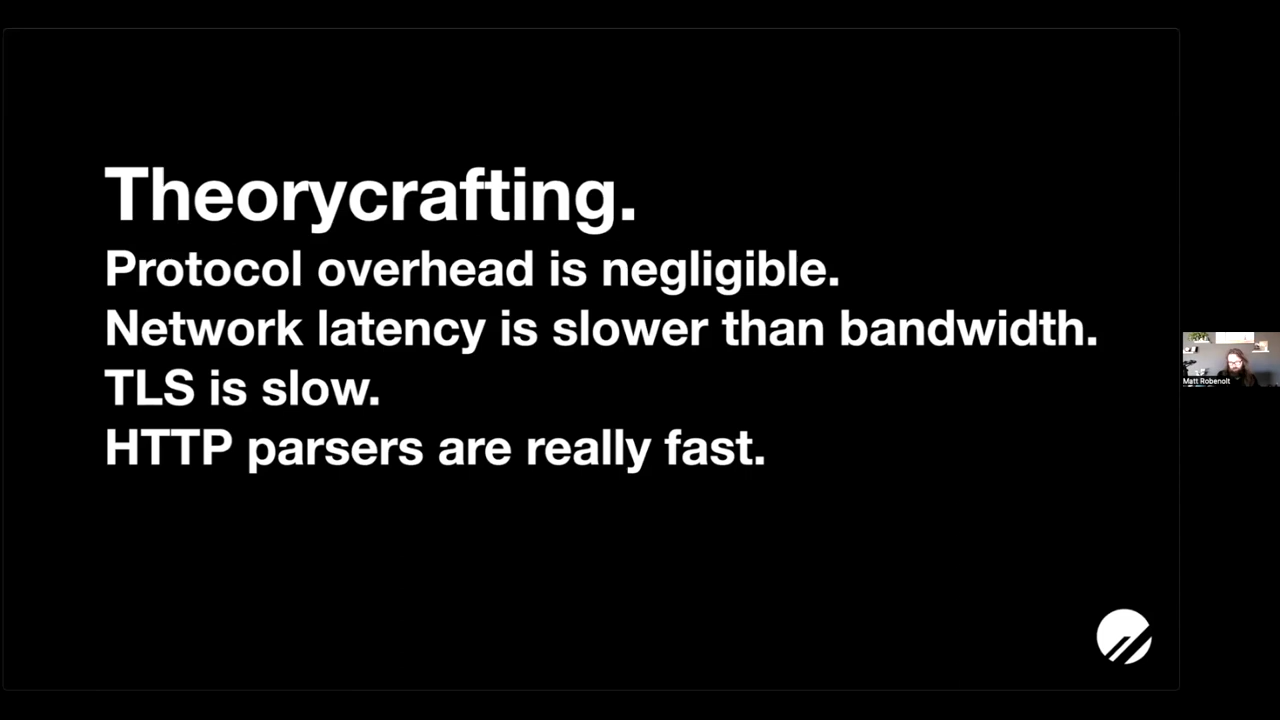 Theorycrafting.
Protocol overhead is negligible.
Network latency is slower than bandwidth.
TLS is slow.
HTTP parsers are really fast.
Matt Robenolt